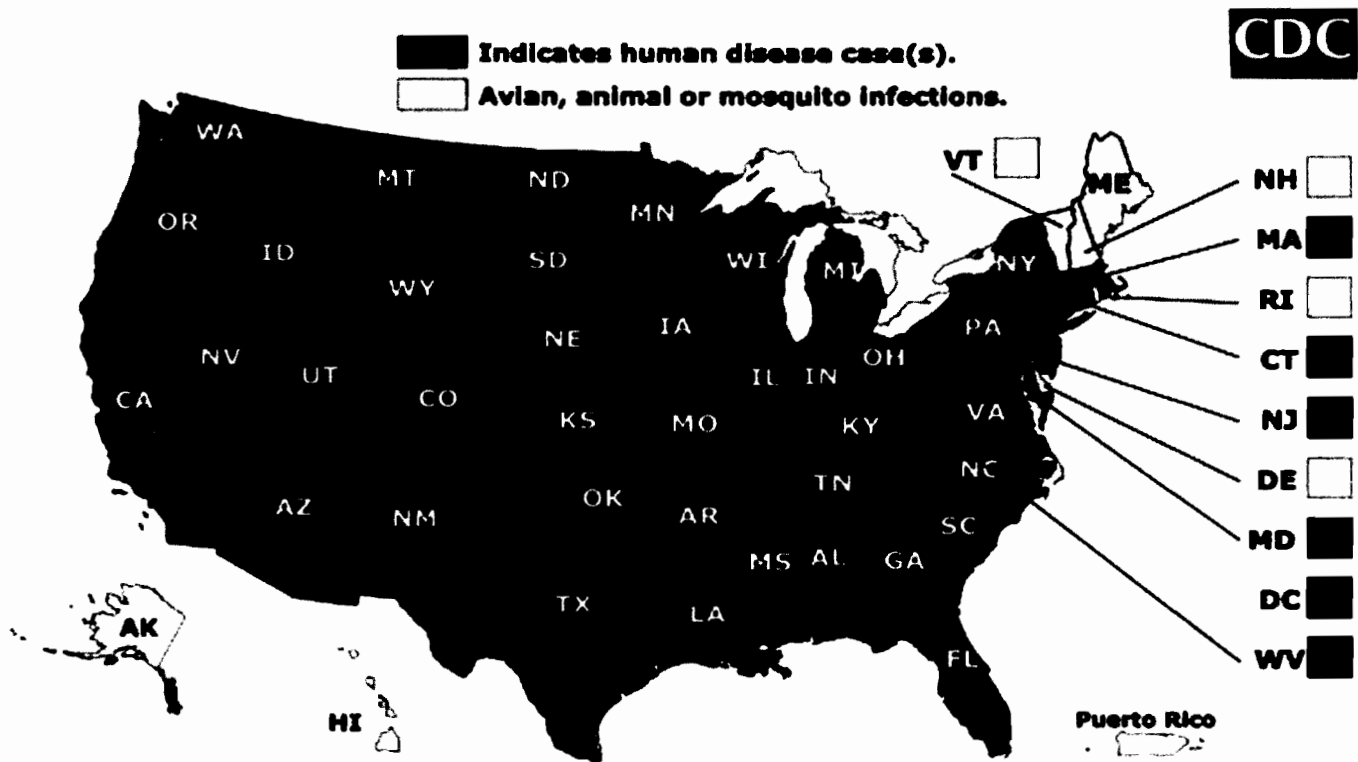 CDC
Indicates human disease case(s).
Avian, animal or mosquito infections.
WA
MT
ND
VT
ME
NH
OR
MN
MA
ID
SD
WI
MI
NY
WY
RI
IA
PA
NE
NV
OH
CT
UT
IL
IN
CA
CO
NJ
KS
MO
KY
VA
NC
DE
TN
OK
AZ
NM
AR
SC
MD
MS
AL
GA
DC
TX
LA
AK
FL
WV
HI
Puerto Rico